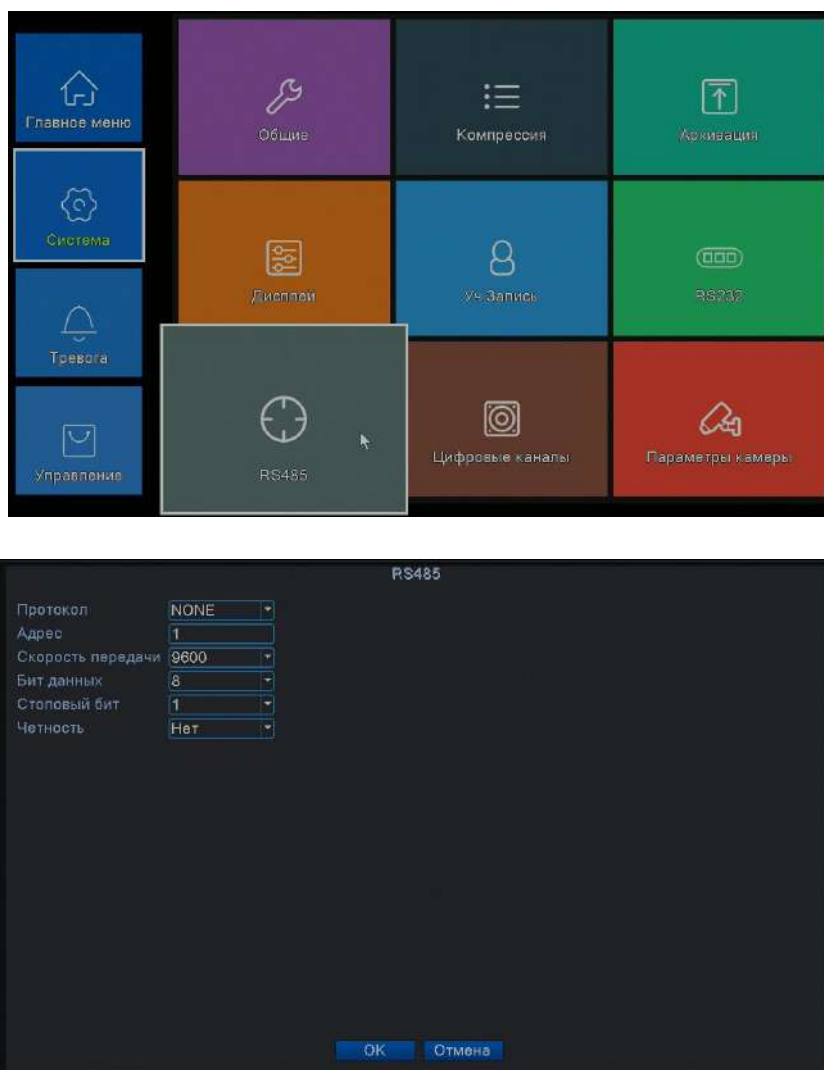 Главное меню
Общие
Компрессия
Архивация
Система
Дисплей
Уч.Запись
RS232
Тревога
RS485
Цифровые каналы
Параметры камеры
Управление
RS485
Протокол NONE
Адрес 1
Скорость передачи 9600
Бит данных 8
Стоповый бит 1
Четность Нет
OK Отмена